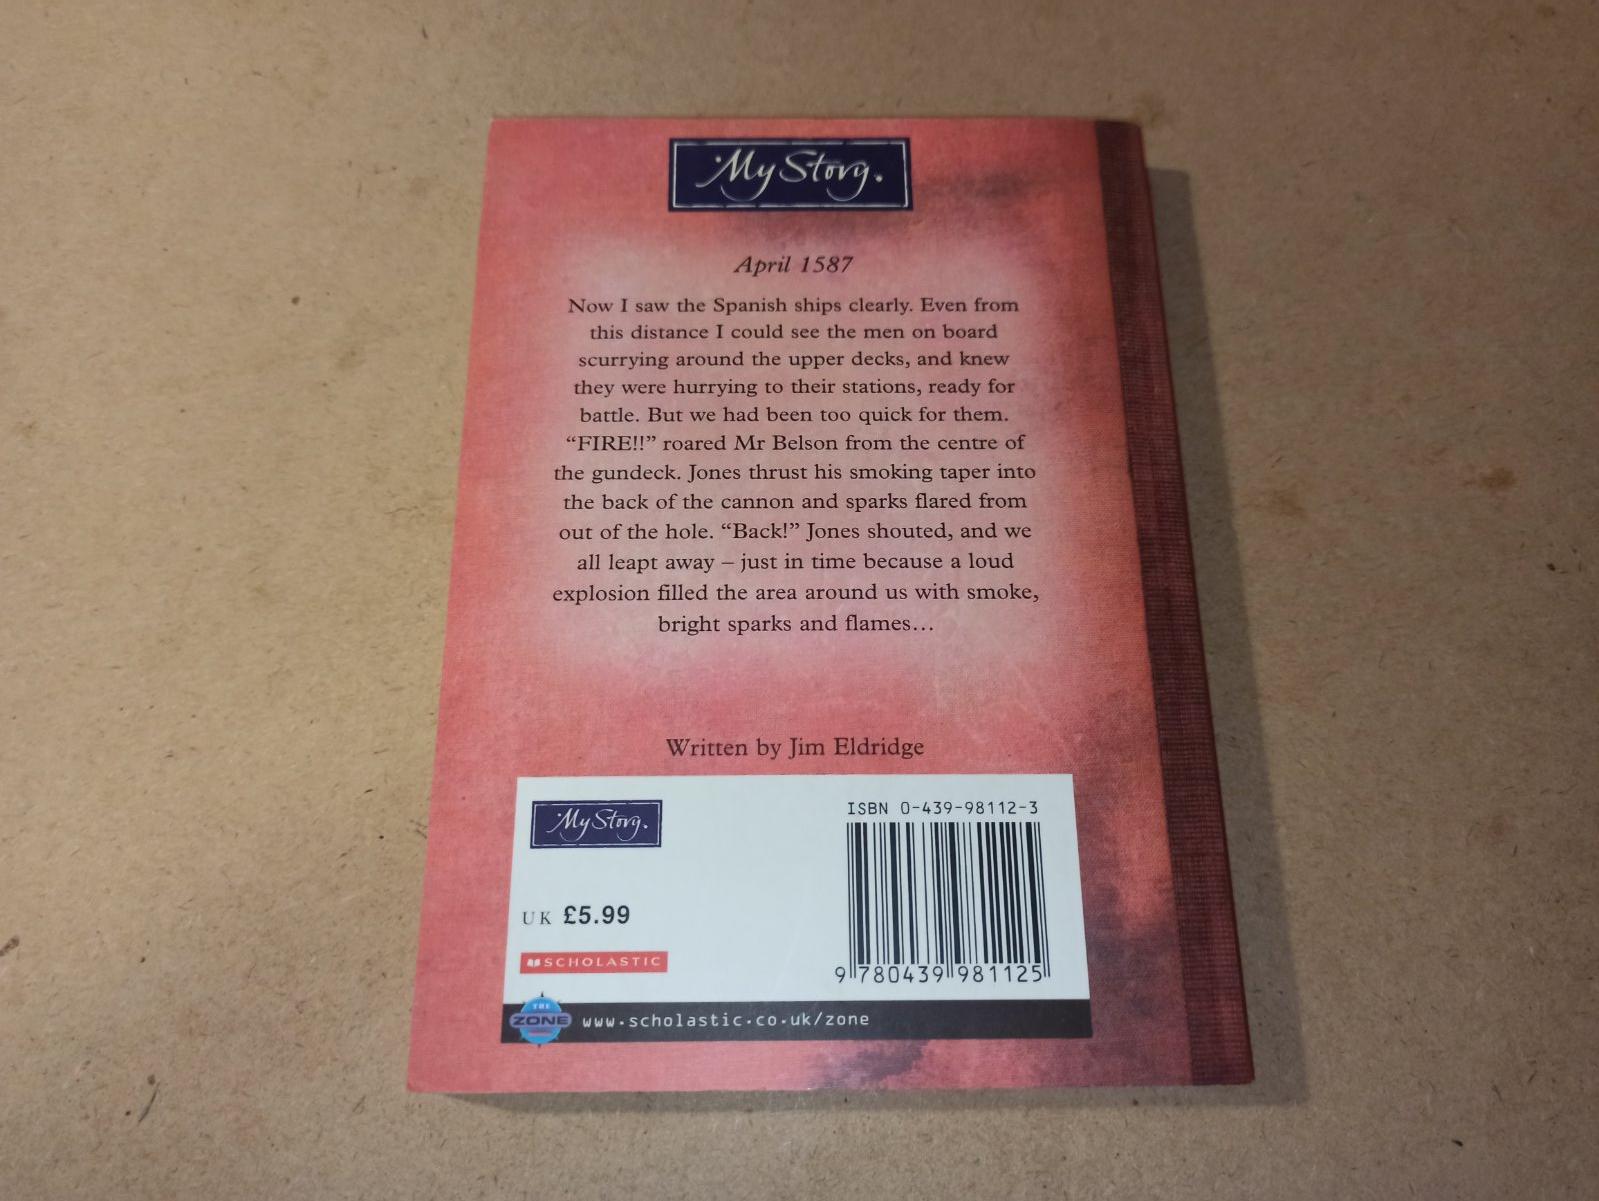 My Story.
April 1587
Now I saw the Spanish ships clearly. Even from
this distance I could see the men on board
scurrying around the upper decks, and knew
they were hurrying to their stations, ready for
battle. But we had been too quick for them.
“FIRE!!” roared Mr Belson from the centre of
the gundeck. Jones thrust his smoking taper into
the back of the cannon and sparks flared from
out of the hole. “Back!” Jones shouted, and we
all leapt away – just in time because a loud
explosion filled the area around us with smoke,
bright sparks and flames…
Written by Jim Eldridge
My Story.
ISBN 0-439-98112-3
UK £5.99
SCHOLASTIC
9 780439 981125
THE
ZONE
www.scholastic.co.uk/zone